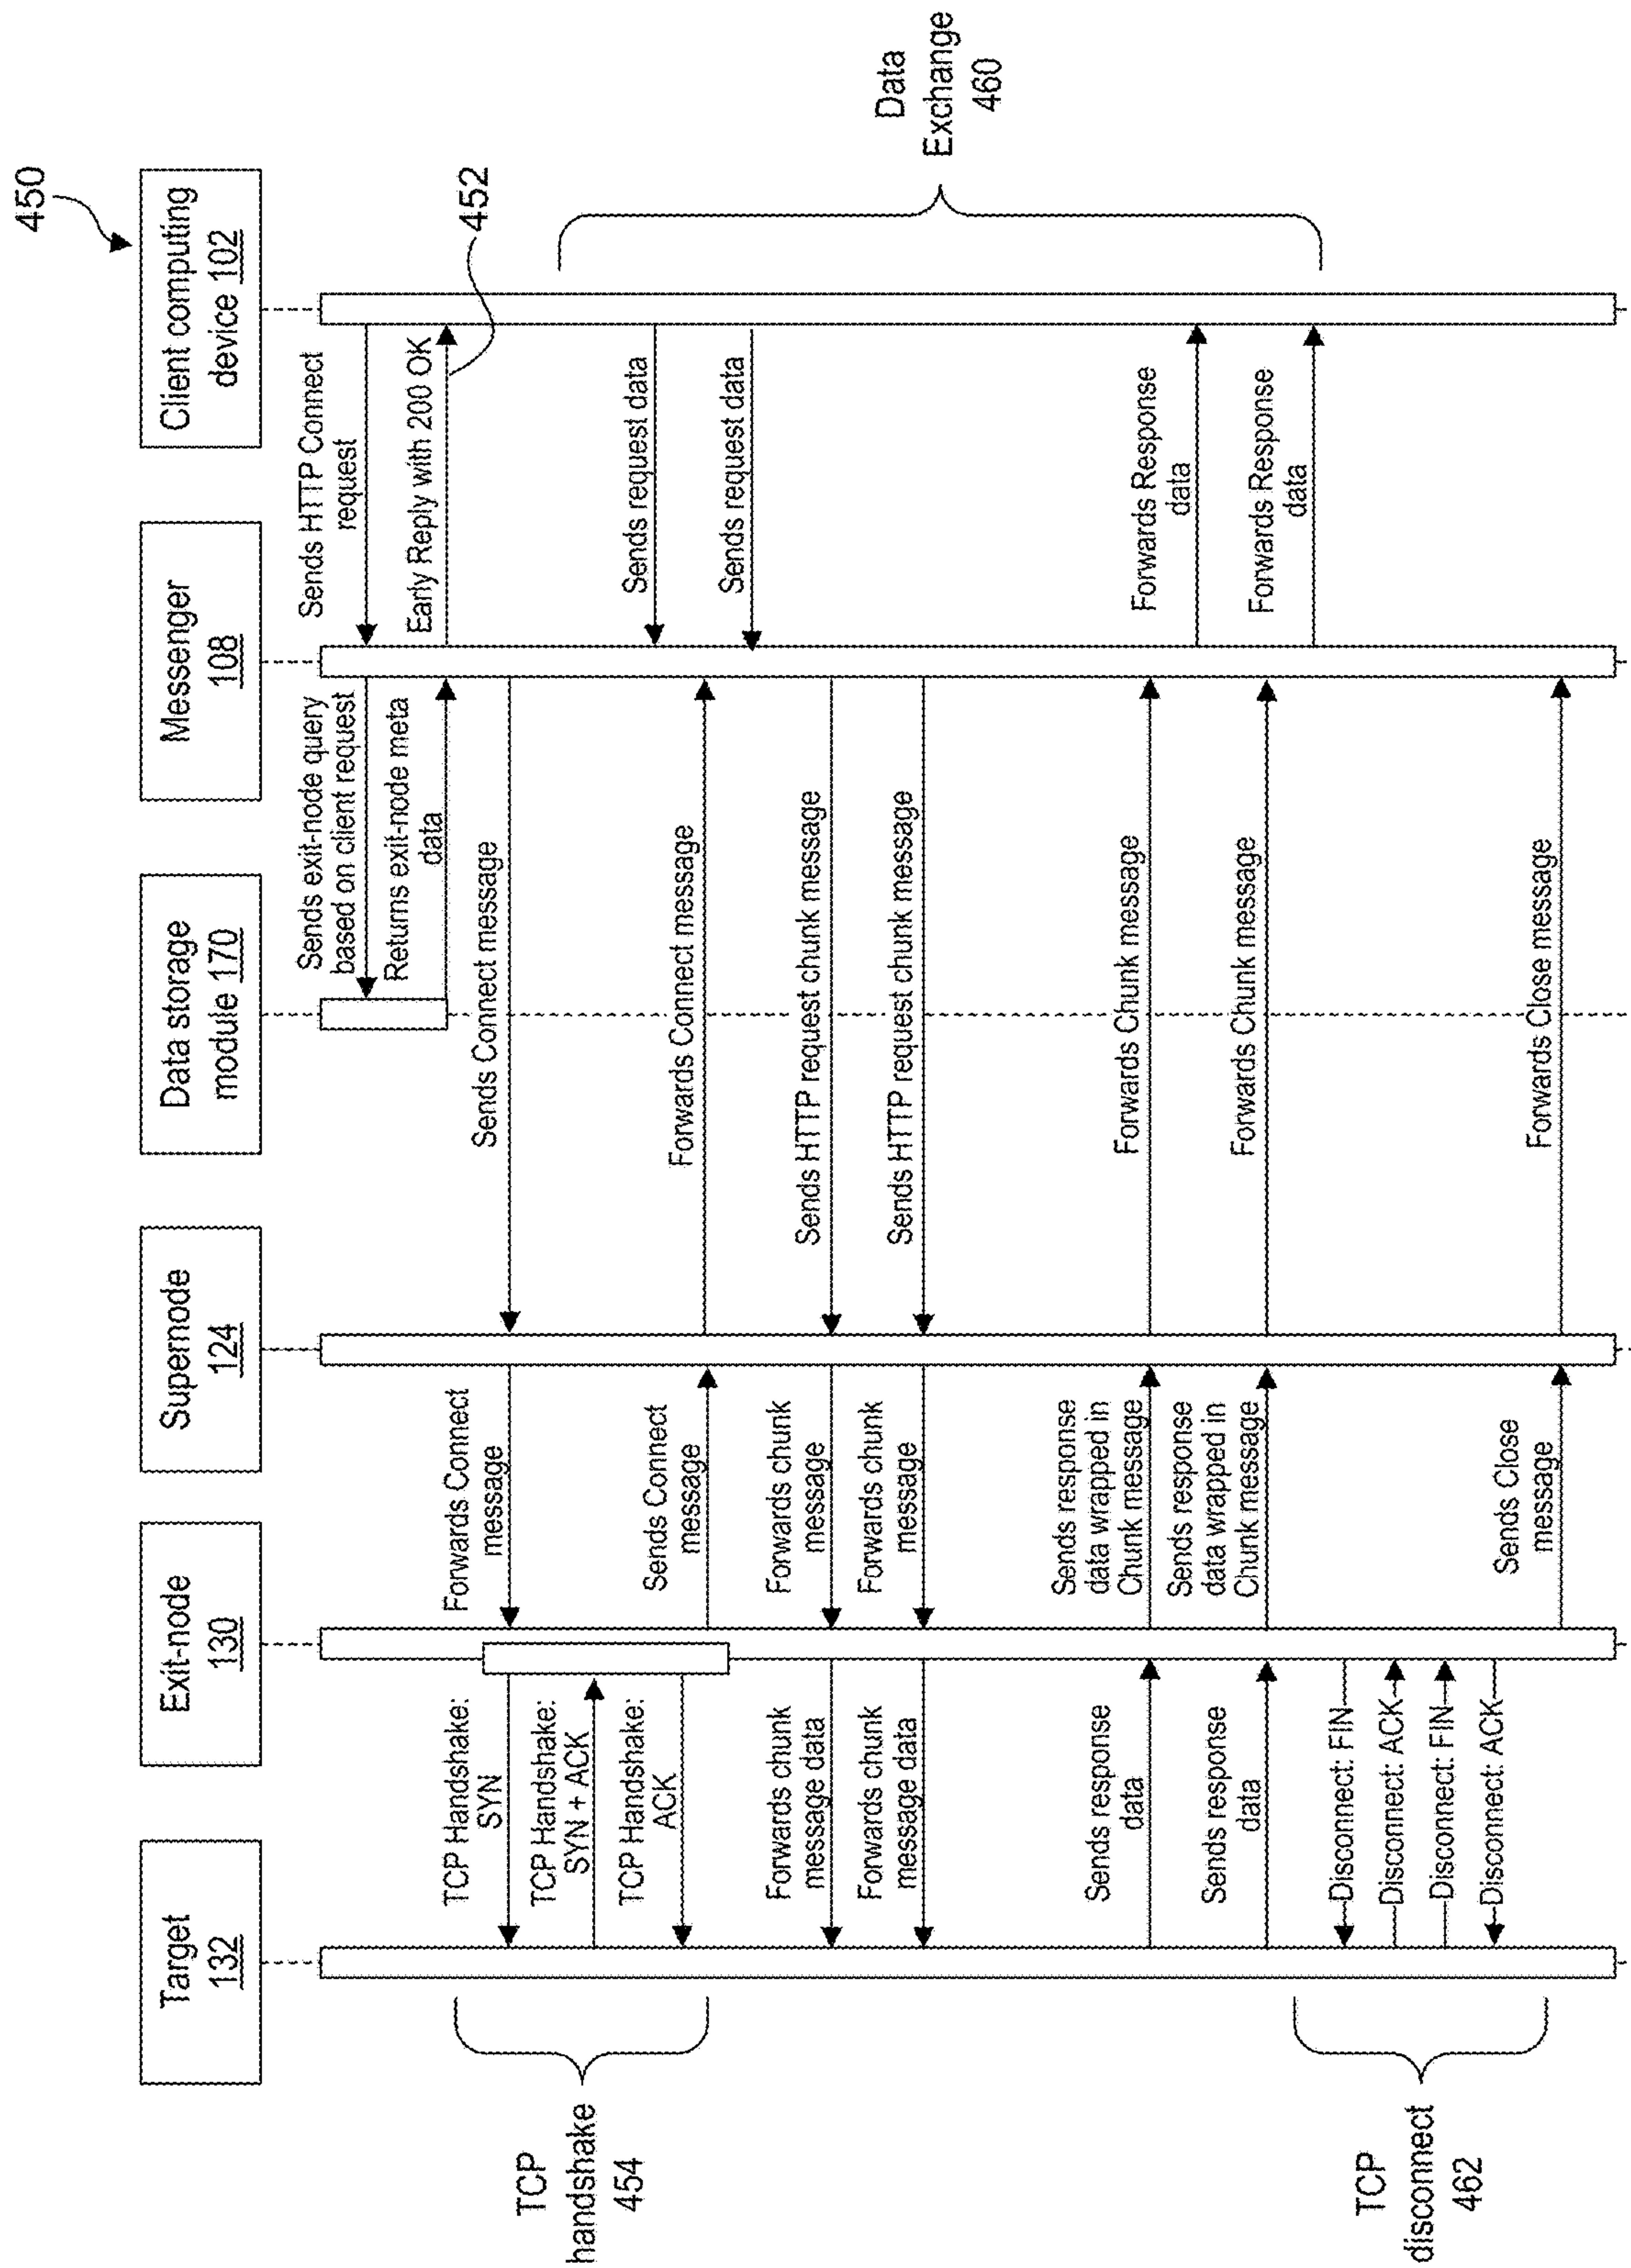 450
Target
132
Exit-node
130
Supernode
124
Data storage
module 170
Messenger
108
Client computing
device 102
Sends exit-node query
based on client request
Sends HTTP Connect
request
Returns exit-node meta
data
Early Reply with 200 OK
452
TCP
handshake
454
TCP Handshake:
SYN
Forwards Connect
message
Sends Connect message
TCP Handshake:
SYN + ACK
TCP Handshake:
ACK
Sends Connect
message
Forwards Connect message
Sends request data
Sends request data
Data
Exchange
460
Forwards chunk
message data
Forwards chunk
message
Sends HTTP request chunk message
Forwards chunk
message data
Forwards chunk
message
Sends HTTP request chunk message
Sends response
data
Sends response
data wrapped in
Chunk message
Forwards Chunk message
Forwards Response
data
Sends response
data
Sends response
data wrapped in
Chunk message
Forwards Chunk message
Forwards Response
data
TCP
disconnect
462
Disconnect: FIN
Disconnect: ACK
Disconnect: FIN
Disconnect: ACK
Sends Close
message
Forwards Close message